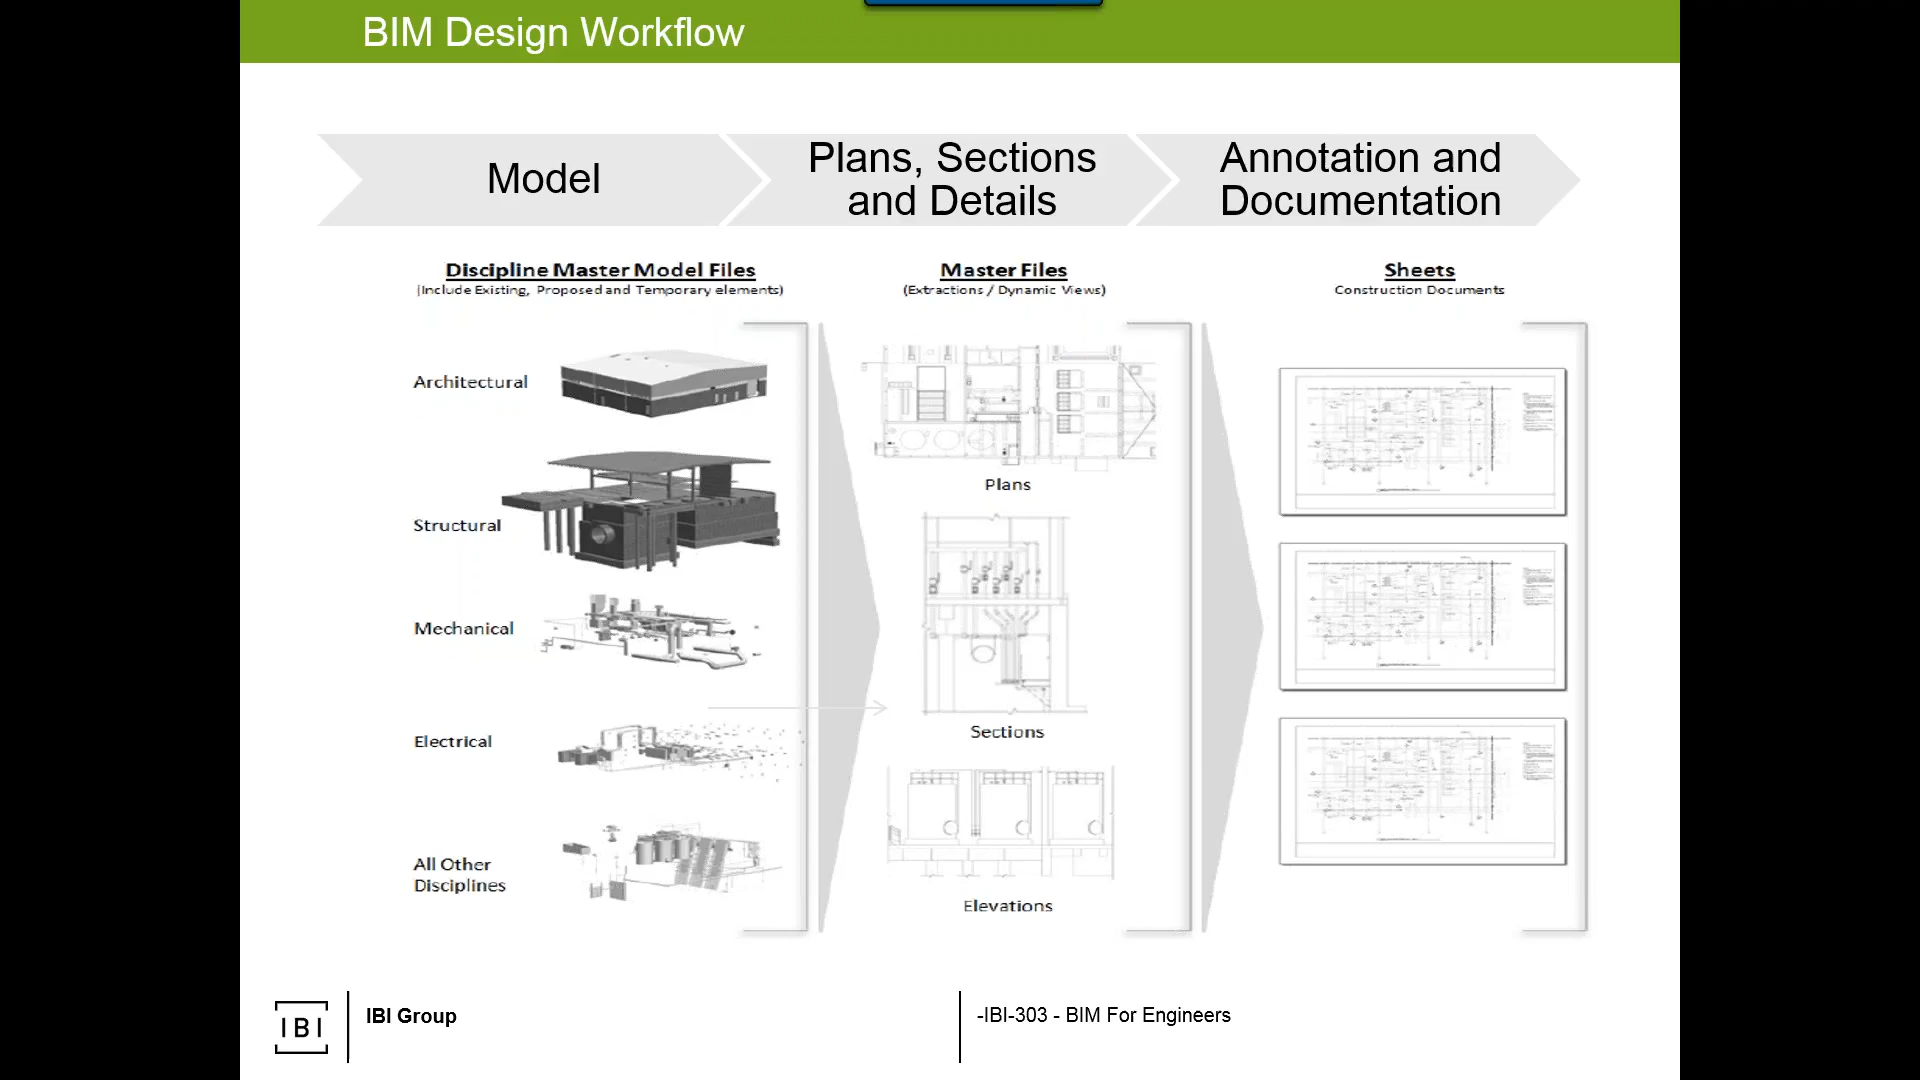 BIM Design Workflow
Model
Plans, Sections
and Details
Annotation and
Documentation
Discipline Master Model Files
(Include Existing, Proposed and Temporary elements)
Master Files
(Extractions / Dynamic Views)
Sheets
Construction Documents
Architectural
Structural
Mechanical
Electrical
All Other
Disciplines
Plans
Sections
Elevations
IBI
IBI Group
-IBI-303 - BIM For Engineers